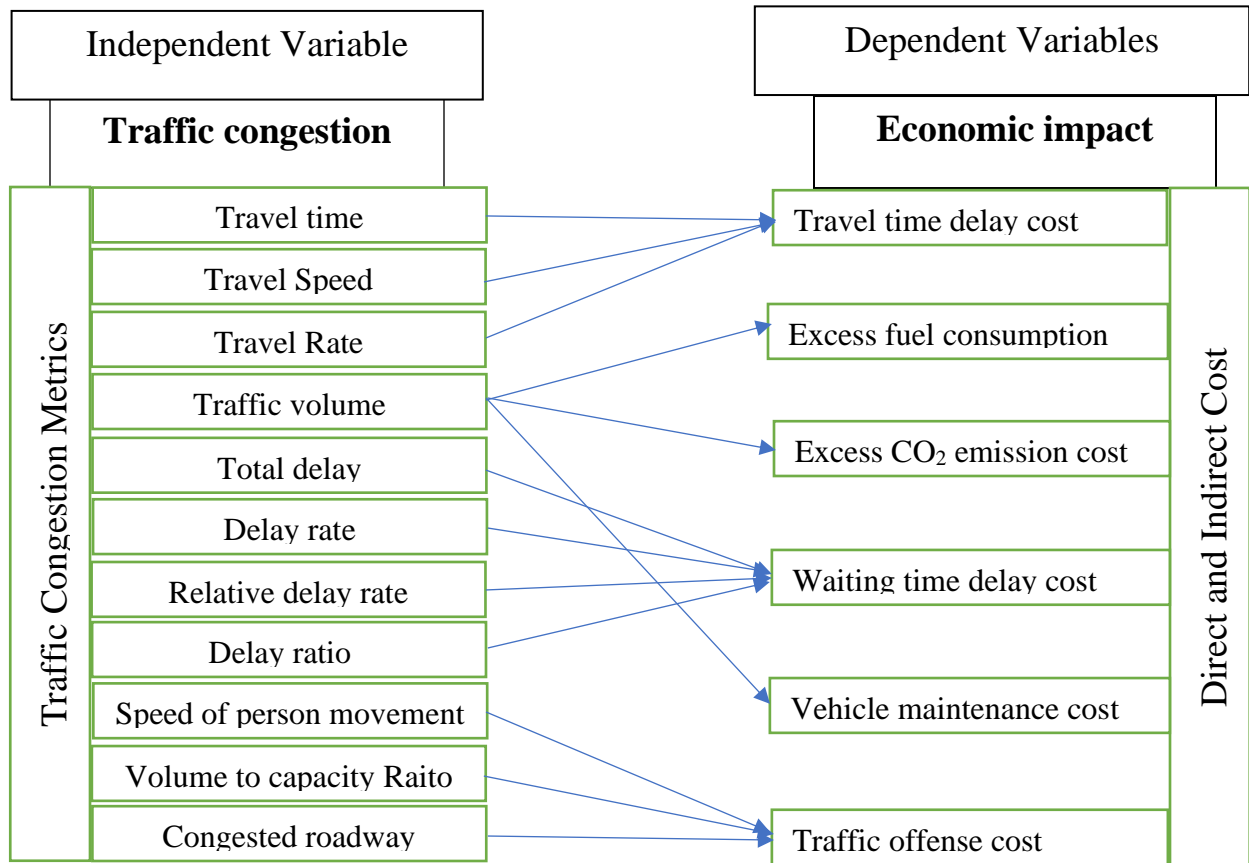 Independent Variable
Dependent Variables
Traffic congestion
Economic impact
Traffic Congestion Metrics
Travel time
Travel Speed
Travel Rate
Traffic volume
Total delay
Delay rate
Relative delay rate
Delay ratio
Speed of person movement
Volume to capacity Raito
Congested roadway
Travel time delay cost
Excess fuel consumption
Excess CO₂ emission cost
Waiting time delay cost
Vehicle maintenance cost
Traffic offense cost
Direct and Indirect Cost